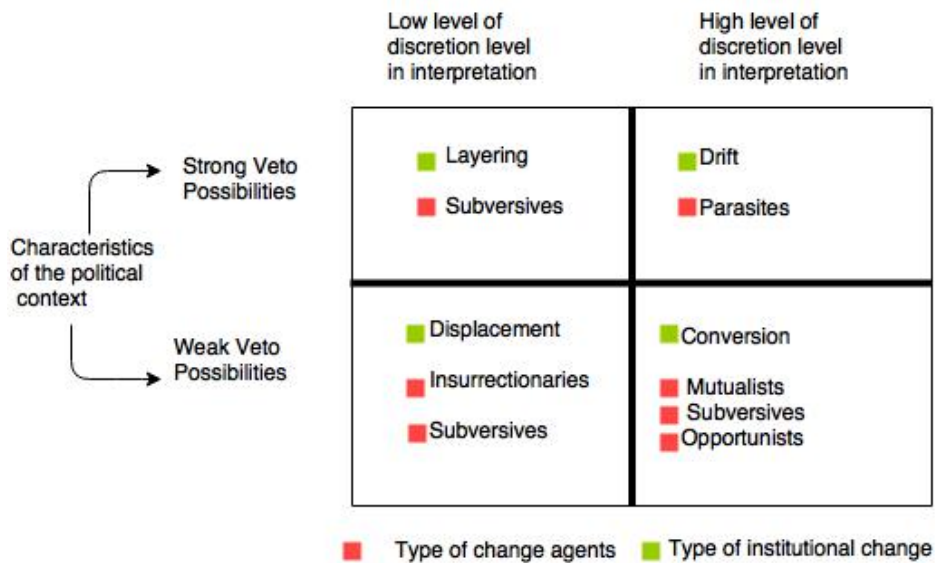 Low level of
discretion level
in interpretation
High level of
discretion level
in interpretation
Strong Veto
Possibilities
Layering
Subversives
Drift
Parasites
Characteristics
of the political
context
Weak Veto
Possibilities
Displacement
Insurrectionaries
Subversives
Conversion
Mutualists
Subversives
Opportunists
Type of change agents
Type of institutional change